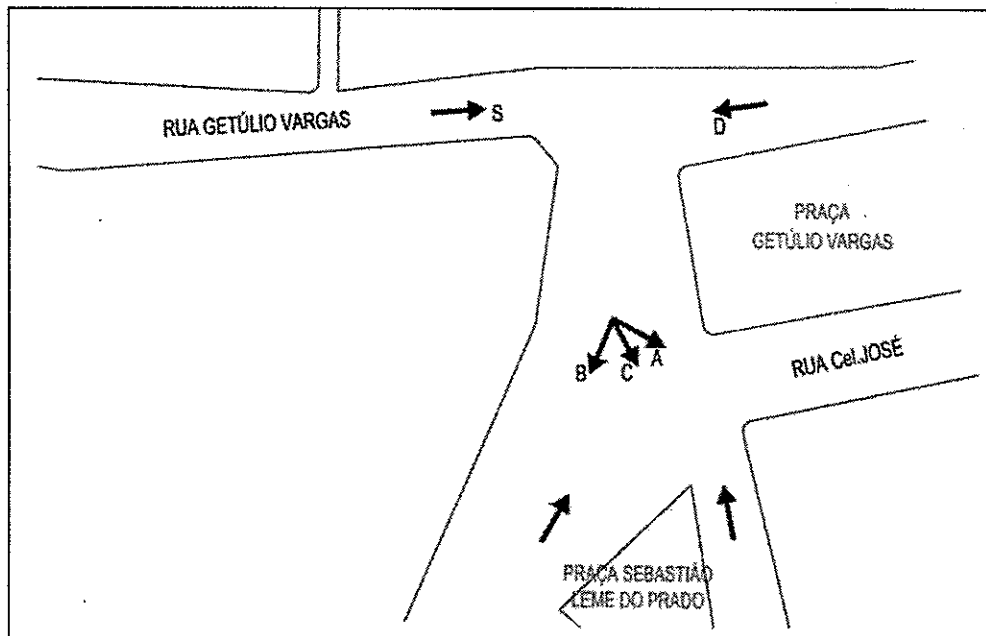 RUA GETÚLIO VARGAS
S
D
PRAÇA
GETÚLIO VARGAS
B
C
A
RUA Cel.JOSÉ
PRAÇA SEBASTIÃO
LEME DO PRADO